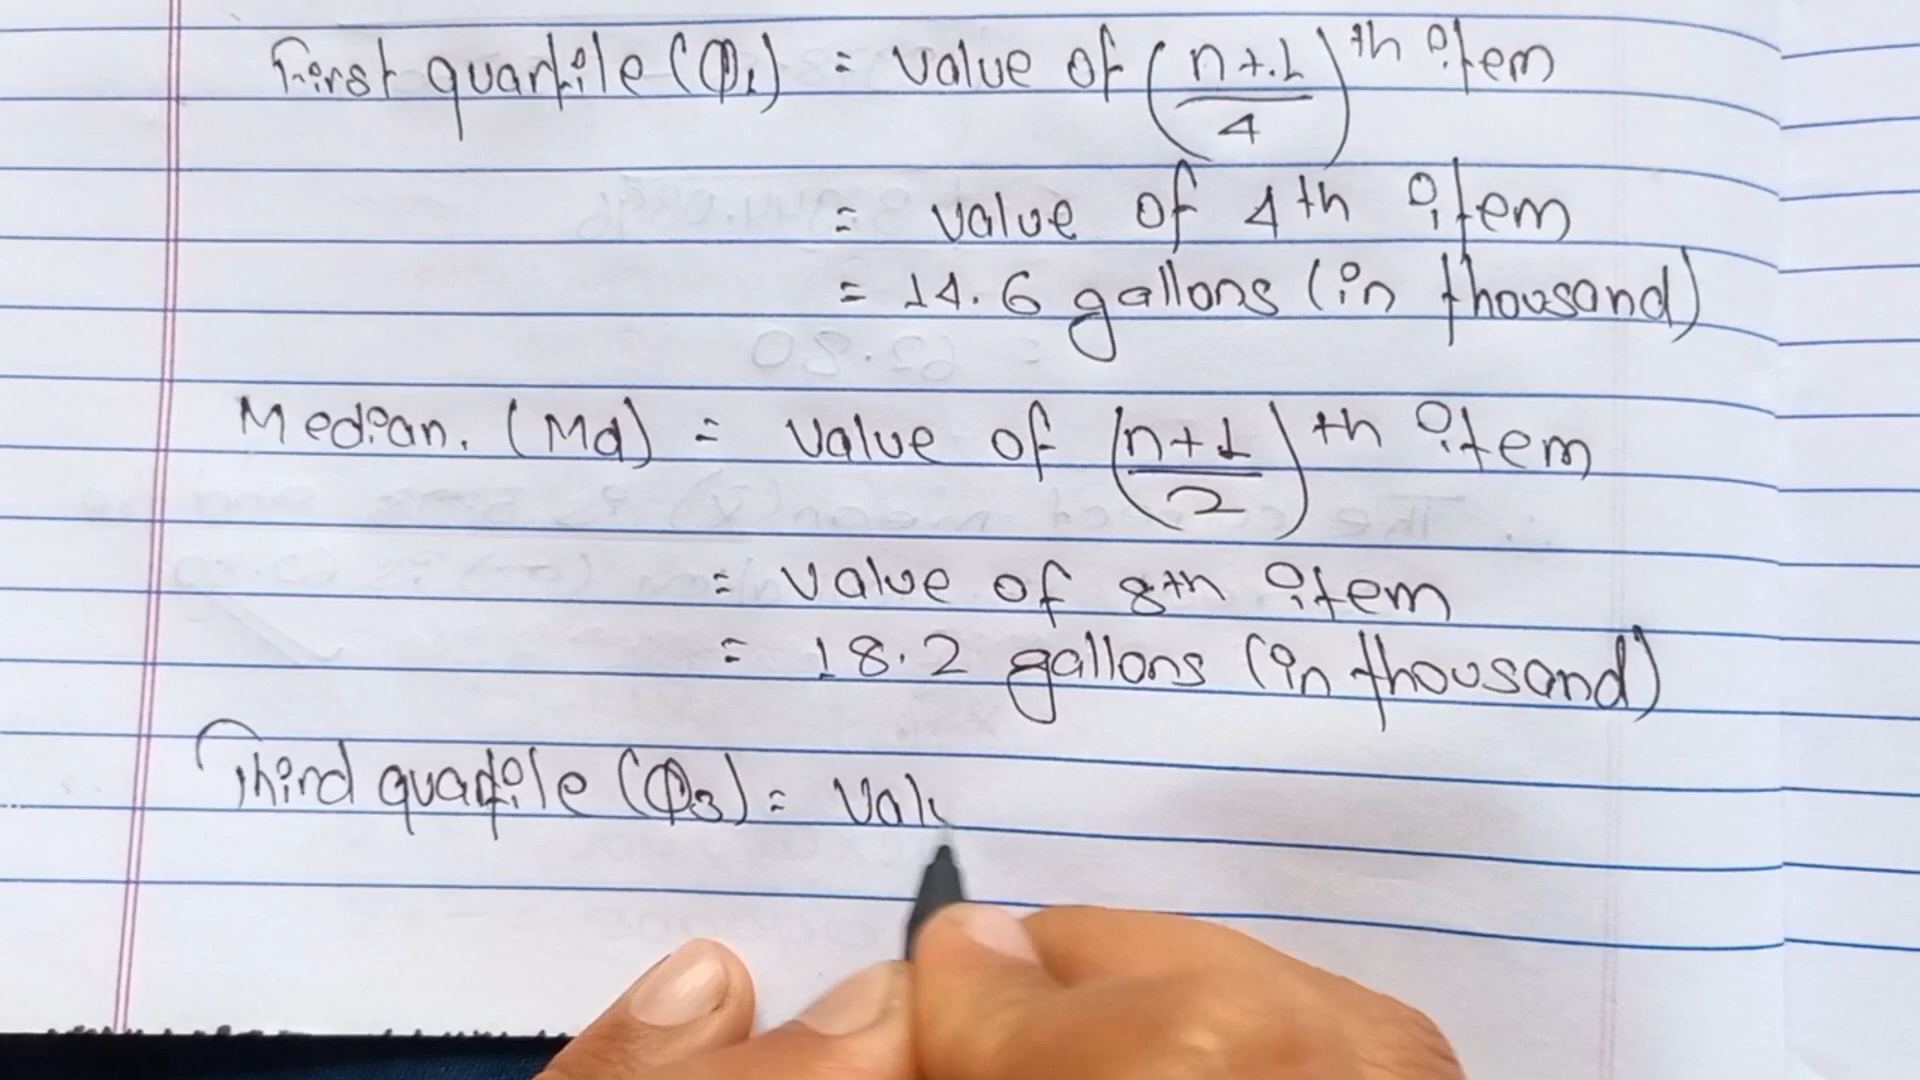 First quartile (Q₁) = value of (n+1/4)th item
= value of 4th item
= 14.6 gallons (in thousand)
Median. (Md) = value of (n+1/2)th item
= value of 8th item
= 18.2 gallons (in thousand)
Third quartile (Q₃) = valu